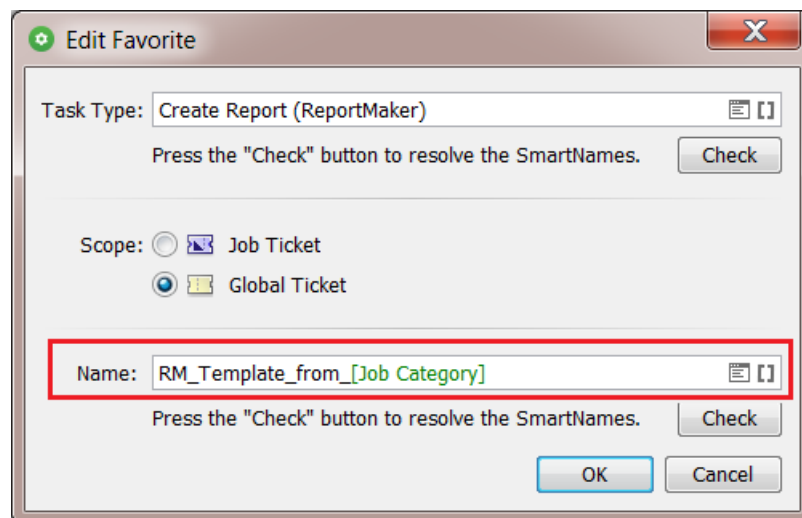 Edit Favorite
X
Task Type: Create Report (ReportMaker) []
Press the "Check" button to resolve the SmartNames. Check
Scope: Job Ticket
Global Ticket
Name: RM_Template_from_[Job Category] []
Press the "Check" button to resolve the SmartNames. Check
OK Cancel